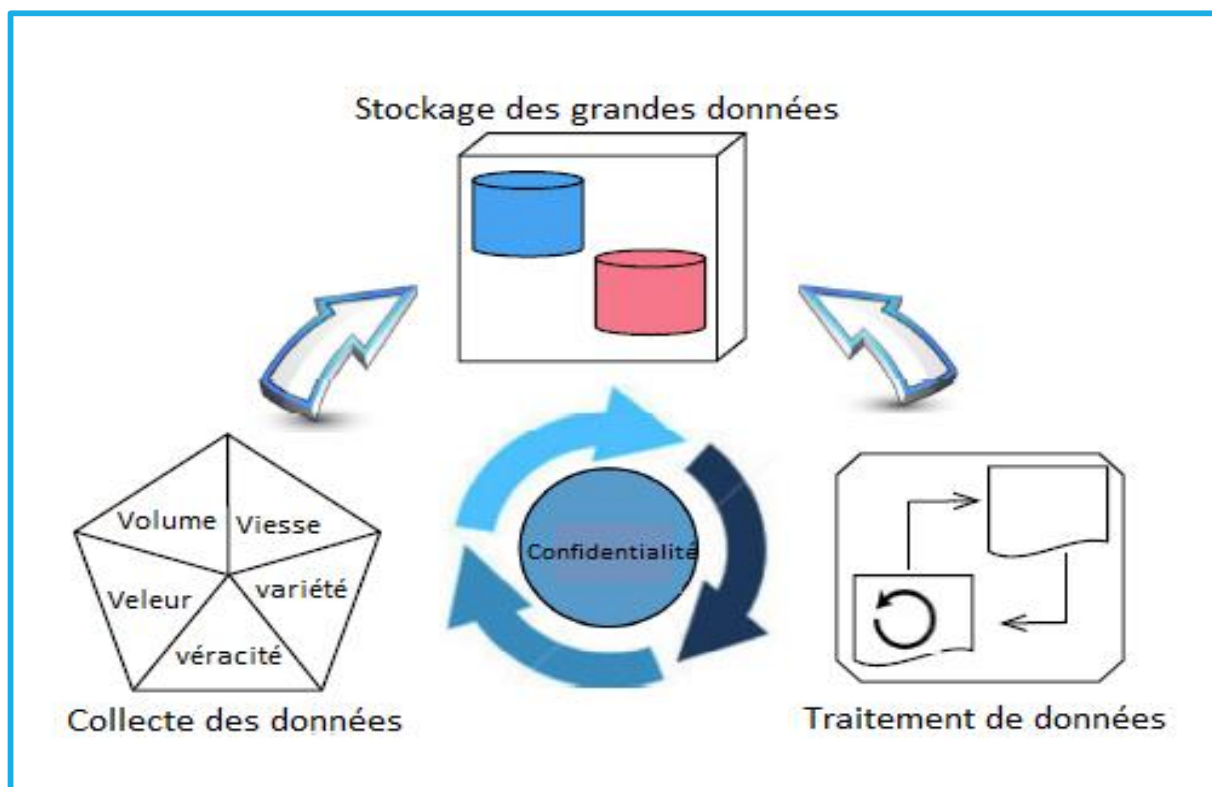 Stockage des grandes données
Volume
Viesse
Veleur
variété
véracité
Confidentialité
Collecte des données
Traitement de données